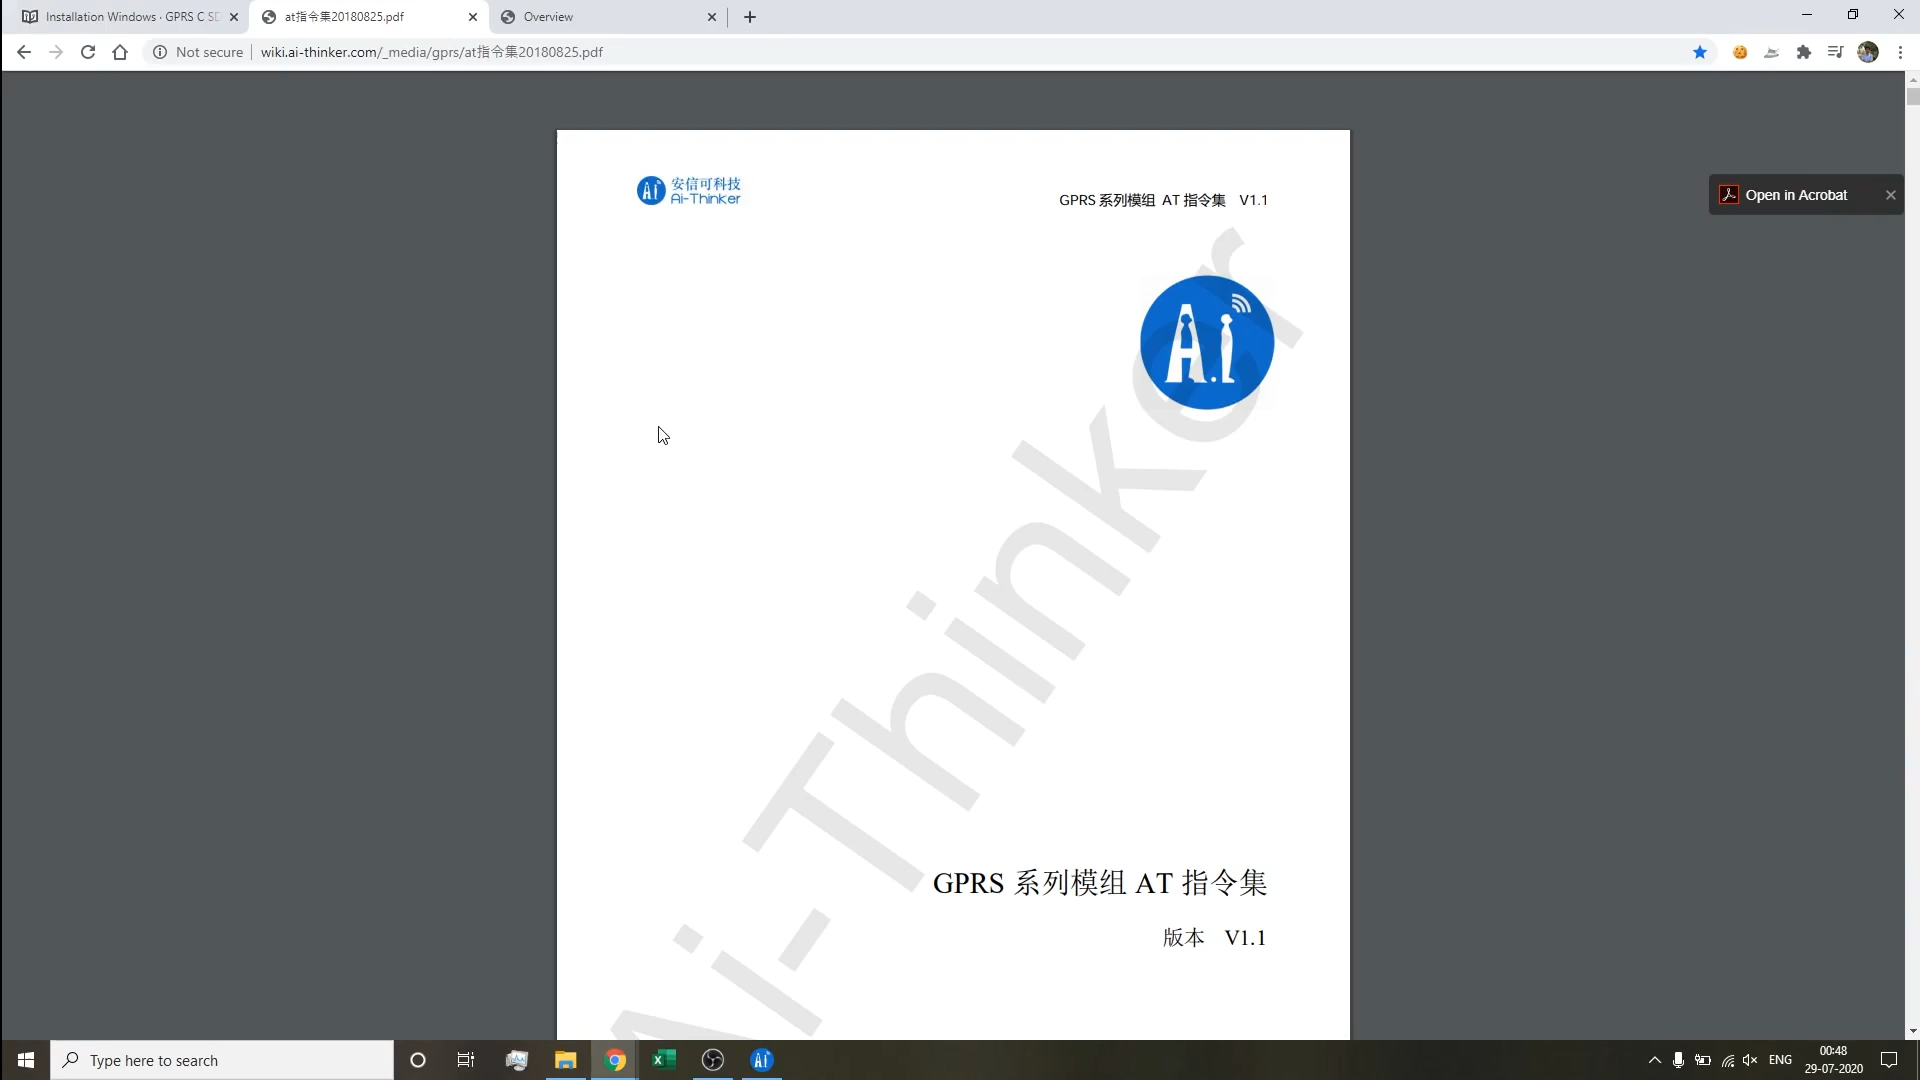 Installation Windows · GPRS C SD
at指令集20180825.pdf
Overview
Not secure
wiki.ai-thinker.com/_media/gprs/at指令集20180825.pdf
安信可科技
Ai-Thinker
GPRS 系列模组 AT 指令集 V1.1
Open in Acrobat
Ai
Ai-Thinker
GPRS 系列模组 AT 指令集
版本 V1.1
Type here to search
ENG
00:48
29-07-2020